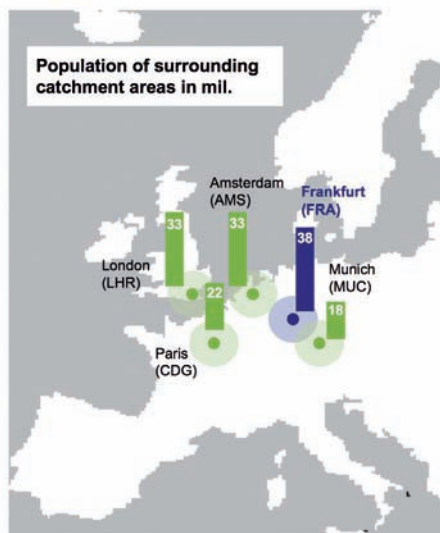 Population of surrounding
catchment areas in mil.
Amsterdam
(AMS)
Frankfurt
(FRA)
33
33
38
London
(LHR)
Munich
(MUC)
22
18
Paris
(CDG)